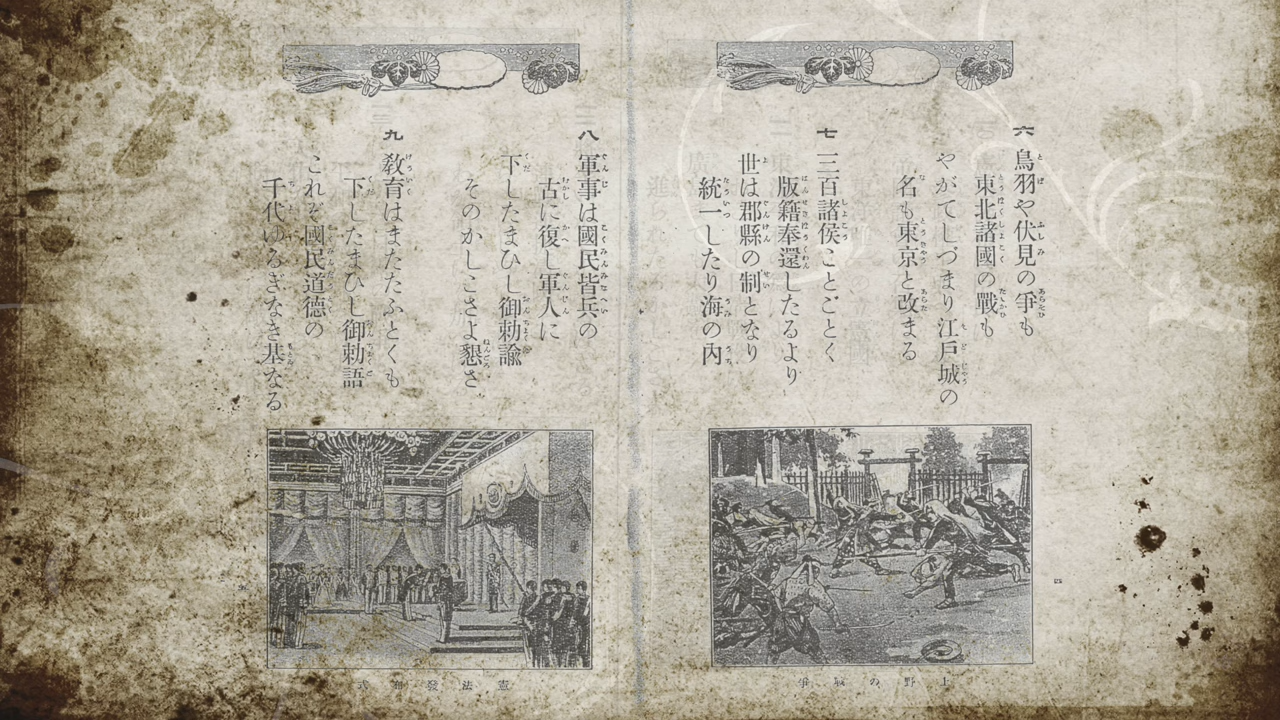 六
鳥羽や伏見の爭も
東北諸國の戰も
やがてしづまり江戸城の
名も東京と改まる
七
三百諸侯ことごとく
版籍奉還したるより
世は郡縣の制となり
統一したり海の內
上野の戰爭
八
軍事は國民皆兵の
古に復し軍人に
下したまひし御勅諭
そのかしこさよ懇さ
九
教育はまたたふとくも
下したまひし御勅語
これぞ國民道德の
千代ゆるぎなき基なる
憲法發布式